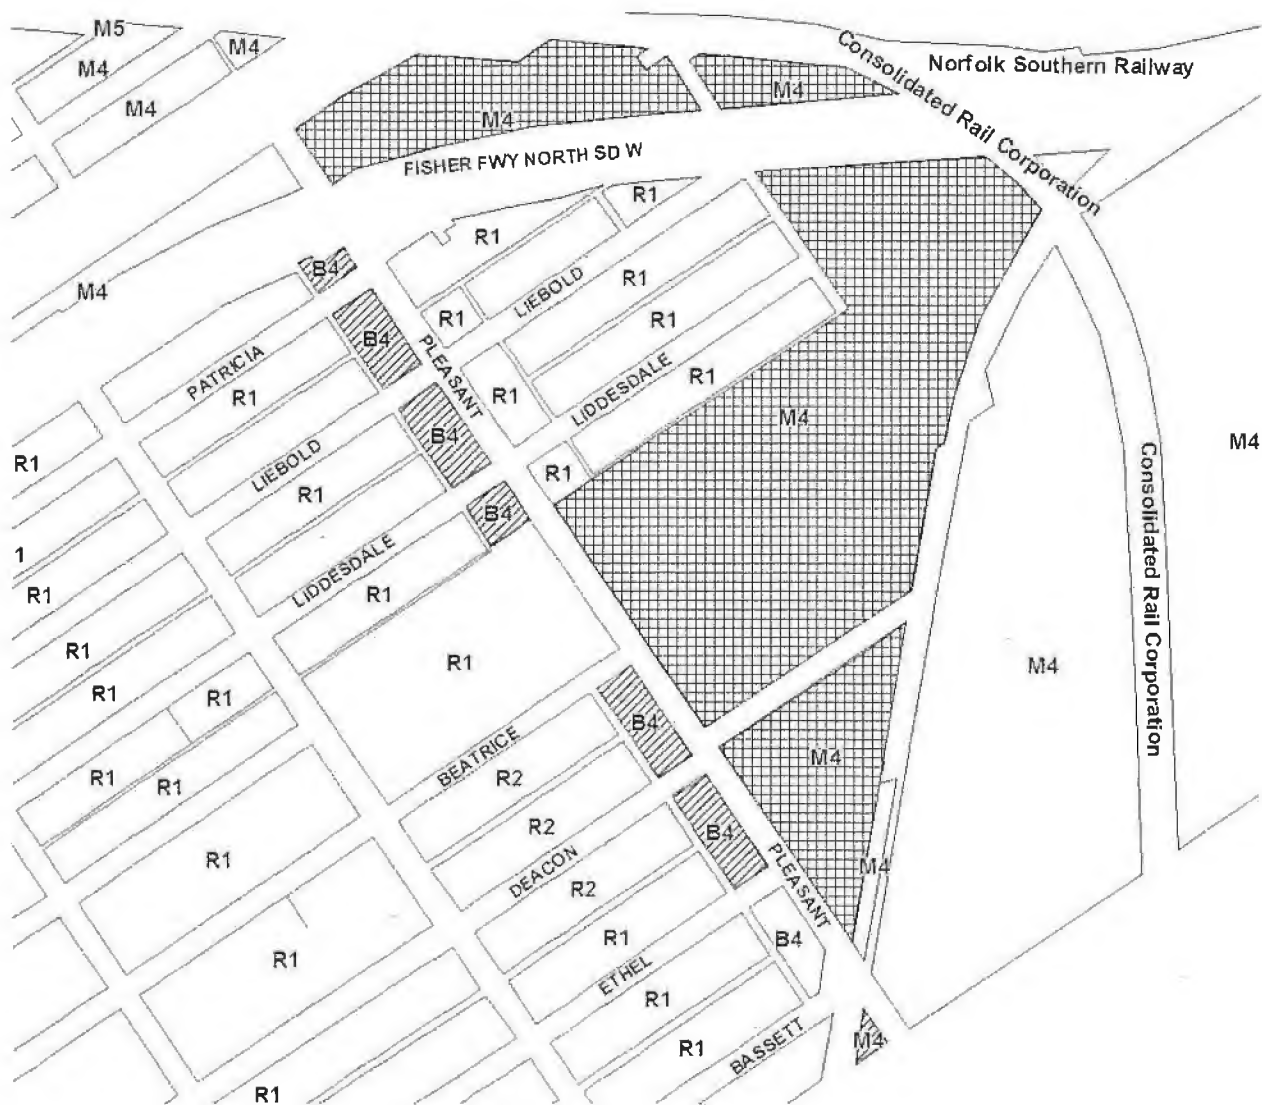 M5
M4
M4
M4
Consolidated Rail Corporation
Norfolk Southern Railway
M4
M4
FISHER FWY NORTH SD W
R1
R1
B4
M4
LIEBOLD
R1
R1
PLEASANT
R1
B4
PATRICIA
R1
R1
R1
LIDDESDALE
M4
B4
LIEBOLD
R1
R1
R1
M4
Consolidated Rail Corporation
B4
LIDDESDALE
R1
1
R1
R1
R1
R1
R1
M4
B4
BEATRICE
R2
M4
R1
R1
R2
B4
PLEASANT
DEACON
R2
R1
M4
R1
B4
R1
ETHEL
R1
R1
BASSETT
M4
R1